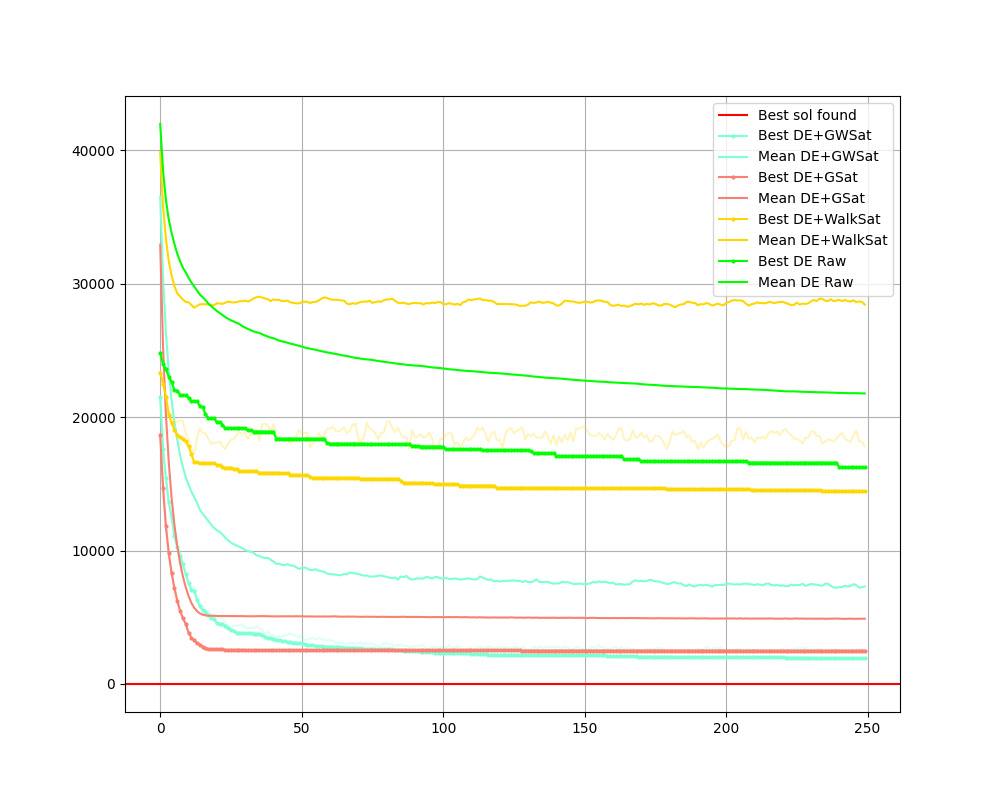 Best sol found
Best DE+GWSat
Mean DE+GWSat
Best DE+GSat
Mean DE+GSat
Best DE+WalkSat
Mean DE+WalkSat
Best DE Raw
Mean DE Raw
40000
30000
20000
10000
0
0 50 100 150 200 250